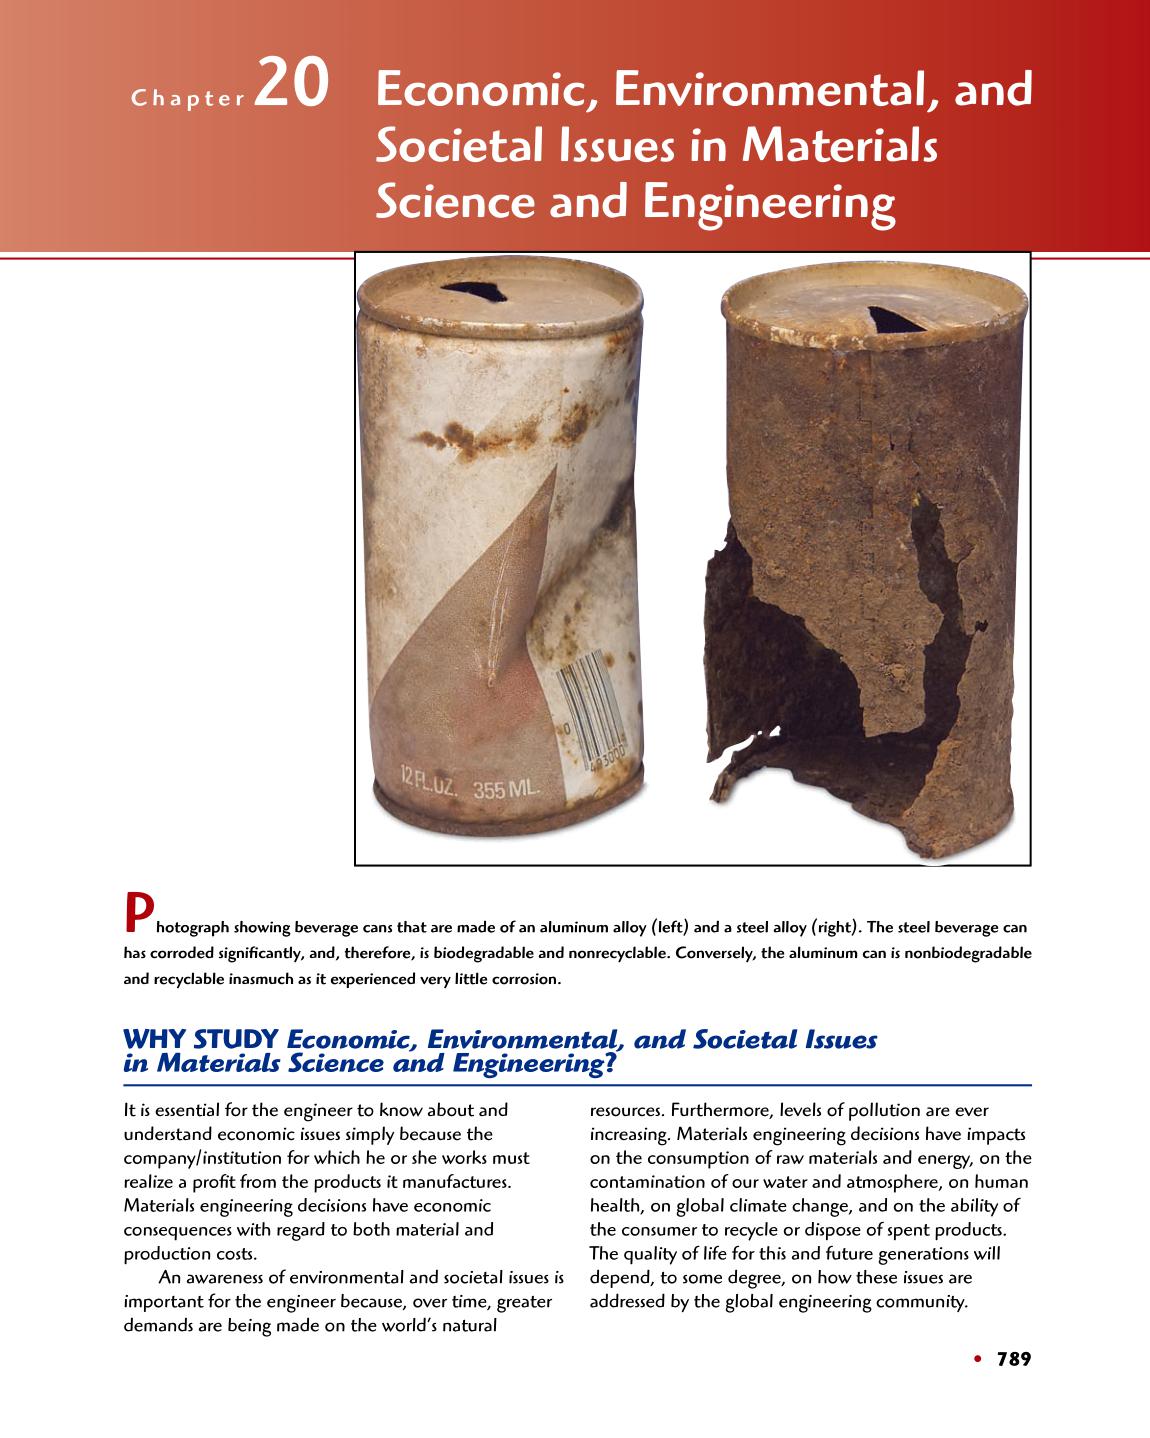 Chapter 20
Economic, Environmental, and
Societal Issues in Materials
Science and Engineering
12 FL.OZ. 355 ML.
0
Photograph showing beverage cans that are made of an aluminum alloy (left) and a steel alloy (right). The steel beverage can
has corroded significantly, and, therefore, is biodegradable and nonrecyclable. Conversely, the aluminum can is nonbiodegradable
and recyclable inasmuch as it experienced very little corrosion.
WHY STUDY Economic, Environmental, and Societal Issues
in Materials Science and Engineering?
It is essential for the engineer to know about and
understand economic issues simply because the
company/institution for which he or she works must
realize a profit from the products it manufactures.
Materials engineering decisions have economic
consequences with regard to both material and
production costs.
An awareness of environmental and societal issues is
important for the engineer because, over time, greater
demands are being made on the world's natural
resources. Furthermore, levels of pollution are ever
increasing. Materials engineering decisions have impacts
on the consumption of raw materials and energy, on the
contamination of our water and atmosphere, on human
health, on global climate change, and on the ability of
the consumer to recycle or dispose of spent products.
The quality of life for this and future generations will
depend, to some degree, on how these issues are
addressed by the global engineering community.
• 789